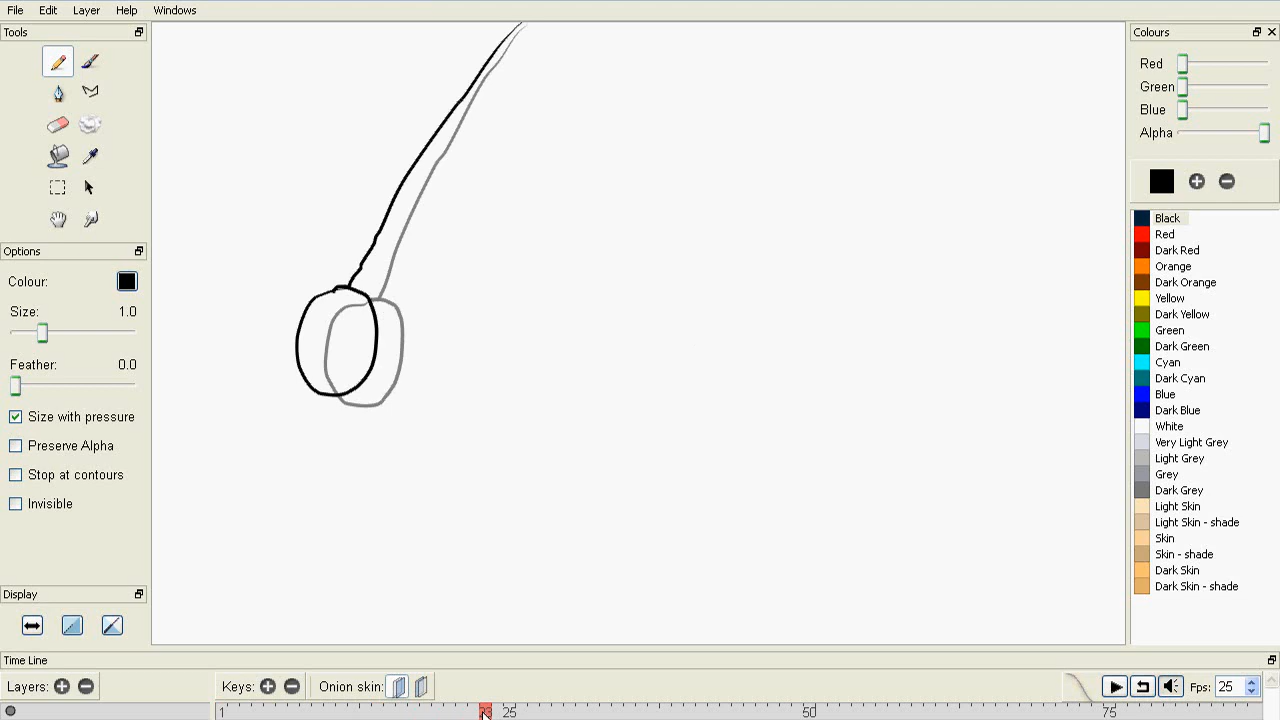 File Edit Layer Help Windows
Tools
Colours
Red
Green
Blue
Alpha
Options
Colour:
Size: 1.0
Feather: 0.0
Size with pressure
Preserve Alpha
Stop at contours
Invisible
Display
Black
Red
Dark Red
Orange
Dark Orange
Yellow
Dark Yellow
Green
Dark Green
Cyan
Dark Cyan
Blue
Dark Blue
White
Very Light Grey
Light Grey
Grey
Dark Grey
Light Skin
Light Skin - shade
Skin
Skin - shade
Dark Skin
Dark Skin - shade
Time Line
Layers: Keys: Onion skin: Fps: 25
1 25 50 75